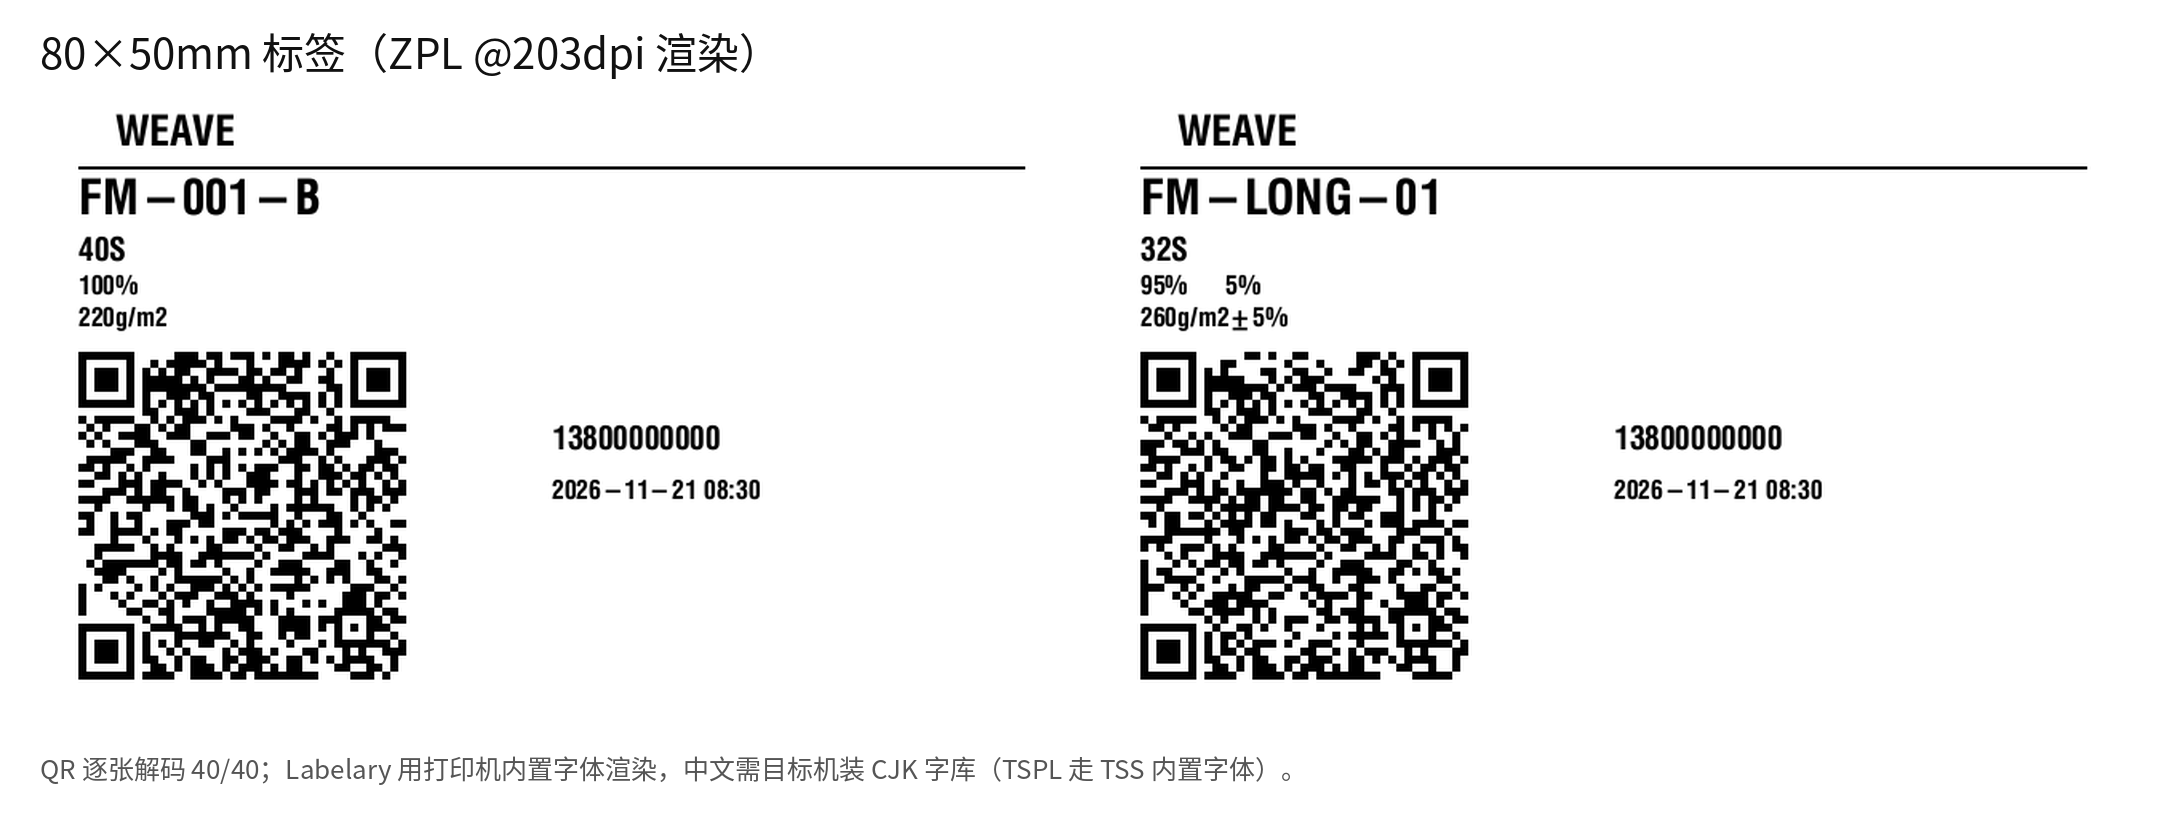 80×50mm 标签（ZPL @203dpi 渲染）
WEAVE
FM-001-B
40S
100%
220g/m2
13800000000
2026-11-21 08:30
WEAVE
FM-LONG-01
32S
95% 5%
260g/m2±5%
13800000000
2026-11-21 08:30
QR 逐张解码 40/40；Labelary 用打印机内置字体渲染，中文需目标机装 CJK 字库（TSPL 走 TSS 内置字体）。